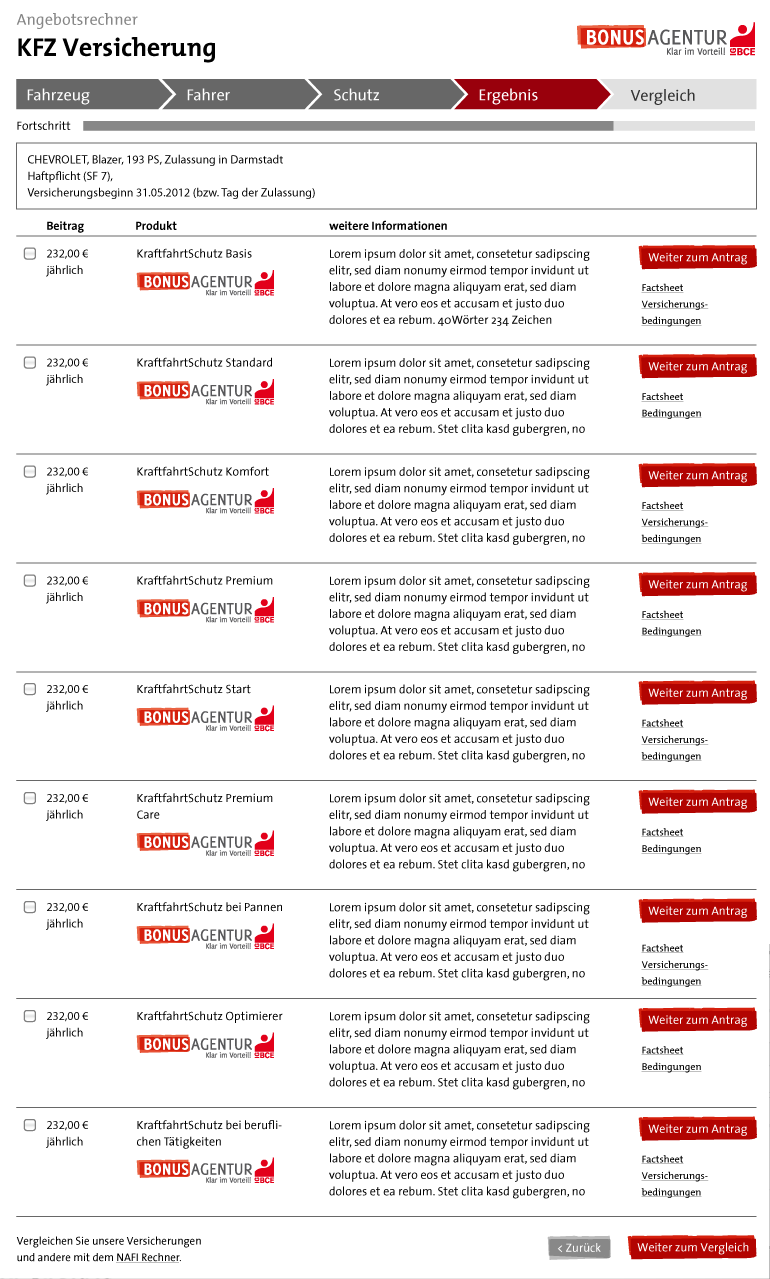 Angebotsrechner
KFZ Versicherung
BONUSAGENTUR
Klar im Vorteil! IGBCE
Fahrzeug Fahrer Schutz Ergebnis Vergleich
Fortschritt
CHEVROLET, Blazer, 193 PS, Zulassung in Darmstadt
Haftpflicht (SF 7),
Versicherungsbeginn 31.05.2012 (bzw. Tag der Zulassung)
Beitrag Produkt weitere Informationen
232,00 €
jährlich
KraftfahrtSchutz Basis
BONUSAGENTUR
Klar im Vorteil! IGBCE
Lorem ipsum dolor sit amet, consetetur sadipscing
elitr, sed diam nonumy eirmod tempor invidunt ut
labore et dolore magna aliquyam erat, sed diam
voluptua. At vero eos et accusam et justo duo
dolores et ea rebum. 40Wörter 234 Zeichen
Weiter zum Antrag
Factsheet
Versicherungs-
bedingungen
232,00 €
jährlich
KraftfahrtSchutz Standard
BONUSAGENTUR
Klar im Vorteil! IGBCE
Lorem ipsum dolor sit amet, consetetur sadipscing
elitr, sed diam nonumy eirmod tempor invidunt ut
labore et dolore magna aliquyam erat, sed diam
voluptua. At vero eos et accusam et justo duo
dolores et ea rebum. Stet clita kasd gubergren, no
Weiter zum Antrag
Factsheet
Bedingungen
232,00 €
jährlich
KraftfahrtSchutz Komfort
BONUSAGENTUR
Klar im Vorteil! IGBCE
Lorem ipsum dolor sit amet, consetetur sadipscing
elitr, sed diam nonumy eirmod tempor invidunt ut
labore et dolore magna aliquyam erat, sed diam
voluptua. At vero eos et accusam et justo duo
dolores et ea rebum. Stet clita kasd gubergren, no
Weiter zum Antrag
Factsheet
Versicherungs-
bedingungen
232,00 €
jährlich
KraftfahrtSchutz Premium
BONUSAGENTUR
Klar im Vorteil! IGBCE
Lorem ipsum dolor sit amet, consetetur sadipscing
elitr, sed diam nonumy eirmod tempor invidunt ut
labore et dolore magna aliquyam erat, sed diam
voluptua. At vero eos et accusam et justo duo
dolores et ea rebum. Stet clita kasd gubergren, no
Weiter zum Antrag
Factsheet
Bedingungen
232,00 €
jährlich
KraftfahrtSchutz Start
BONUSAGENTUR
Klar im Vorteil! IGBCE
Lorem ipsum dolor sit amet, consetetur sadipscing
elitr, sed diam nonumy eirmod tempor invidunt ut
labore et dolore magna aliquyam erat, sed diam
voluptua. At vero eos et accusam et justo duo
dolores et ea rebum. Stet clita kasd gubergren, no
Weiter zum Antrag
Factsheet
Versicherungs-
bedingungen
232,00 €
jährlich
KraftfahrtSchutz Premium
Care
BONUSAGENTUR
Klar im Vorteil! IGBCE
Lorem ipsum dolor sit amet, consetetur sadipscing
elitr, sed diam nonumy eirmod tempor invidunt ut
labore et dolore magna aliquyam erat, sed diam
voluptua. At vero eos et accusam et justo duo
dolores et ea rebum. Stet clita kasd gubergren, no
Weiter zum Antrag
Factsheet
Bedingungen
232,00 €
jährlich
KraftfahrtSchutz bei Pannen
BONUSAGENTUR
Klar im Vorteil! IGBCE
Lorem ipsum dolor sit amet, consetetur sadipscing
elitr, sed diam nonumy eirmod tempor invidunt ut
labore et dolore magna aliquyam erat, sed diam
voluptua. At vero eos et accusam et justo duo
dolores et ea rebum. Stet clita kasd gubergren, no
Weiter zum Antrag
Factsheet
Versicherungs-
bedingungen
232,00 €
jährlich
KraftfahrtSchutz Optimierer
BONUSAGENTUR
Klar im Vorteil! IGBCE
Lorem ipsum dolor sit amet, consetetur sadipscing
elitr, sed diam nonumy eirmod tempor invidunt ut
labore et dolore magna aliquyam erat, sed diam
voluptua. At vero eos et accusam et justo duo
dolores et ea rebum. Stet clita kasd gubergren, no
Weiter zum Antrag
Factsheet
Bedingungen
232,00 €
jährlich
KraftfahrtSchutz bei berufli-
chen Tätigkeiten
BONUSAGENTUR
Klar im Vorteil! IGBCE
Lorem ipsum dolor sit amet, consetetur sadipscing
elitr, sed diam nonumy eirmod tempor invidunt ut
labore et dolore magna aliquyam erat, sed diam
voluptua. At vero eos et accusam et justo duo
dolores et ea rebum. Stet clita kasd gubergren, no
Weiter zum Antrag
Factsheet
Versicherungs-
bedingungen
Vergleichen Sie unsere Versicherungen
und andere mit dem NAFI Rechner.
< Zurück
Weiter zum Vergleich